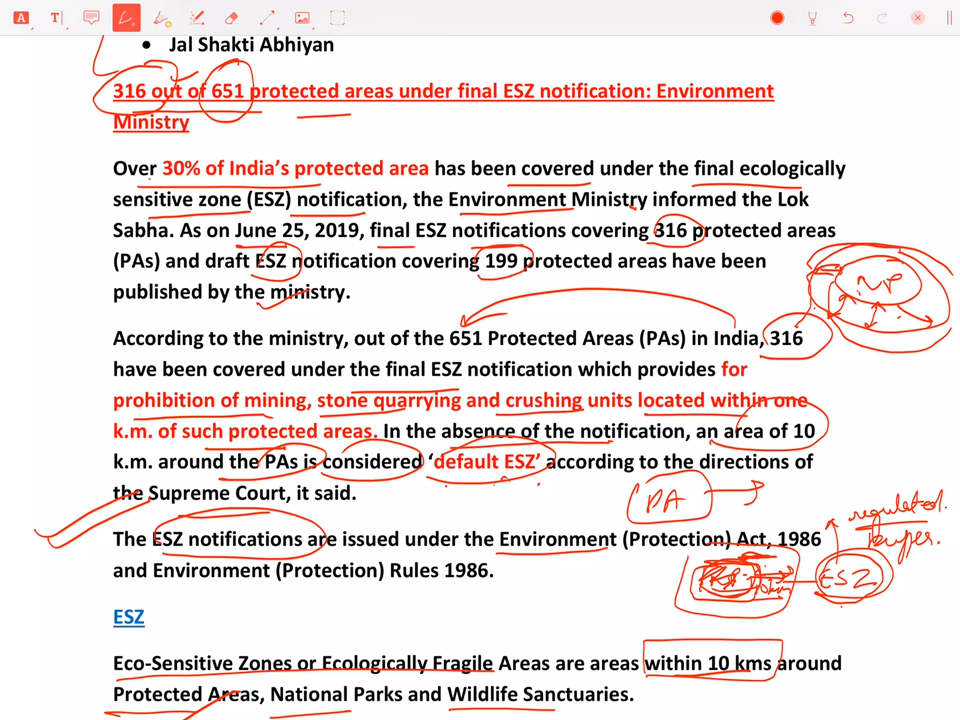 • Jal Shakti Abhiyan
316 out of 651 protected areas under final ESZ notification: Environment
Ministry
Over 30% of India's protected area has been covered under the final ecologically
sensitive zone (ESZ) notification, the Environment Ministry informed the Lok
Sabha. As on June 25, 2019, final ESZ notifications covering 316 protected areas
(PAs) and draft ESZ notification covering 199 protected areas have been
published by the ministry.
NP
According to the ministry, out of the 651 Protected Areas (PAs) in India, 316
have been covered under the final ESZ notification which provides for
prohibition of mining, stone quarrying and crushing units located within one
k.m. of such protected areas. In the absence of the notification, an area of 10
k.m. around the PAs is considered 'default ESZ' according to the directions of
the Supreme Court, it said.
PA
regulated
buffer.
The ESZ notifications are issued under the Environment (Protection) Act, 1986
and Environment (Protection) Rules 1986.
ESZ
ESZ
Eco-Sensitive Zones or Ecologically Fragile Areas are areas within 10 kms around
Protected Areas, National Parks and Wildlife Sanctuaries.